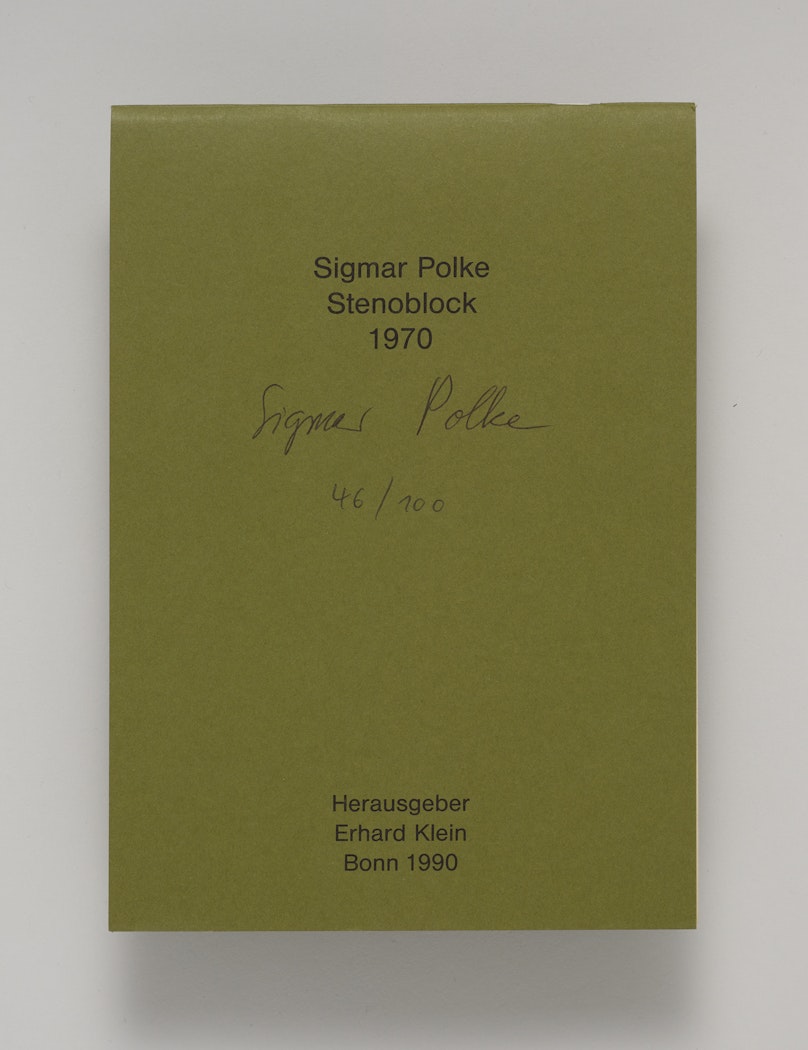 Sigmar Polke
Stenoblock
1970
Sigmar Polke
46/100
Herausgeber
Erhard Klein
Bonn 1990